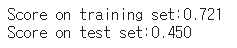 Score on training set:0.721
Score on test set:0.450